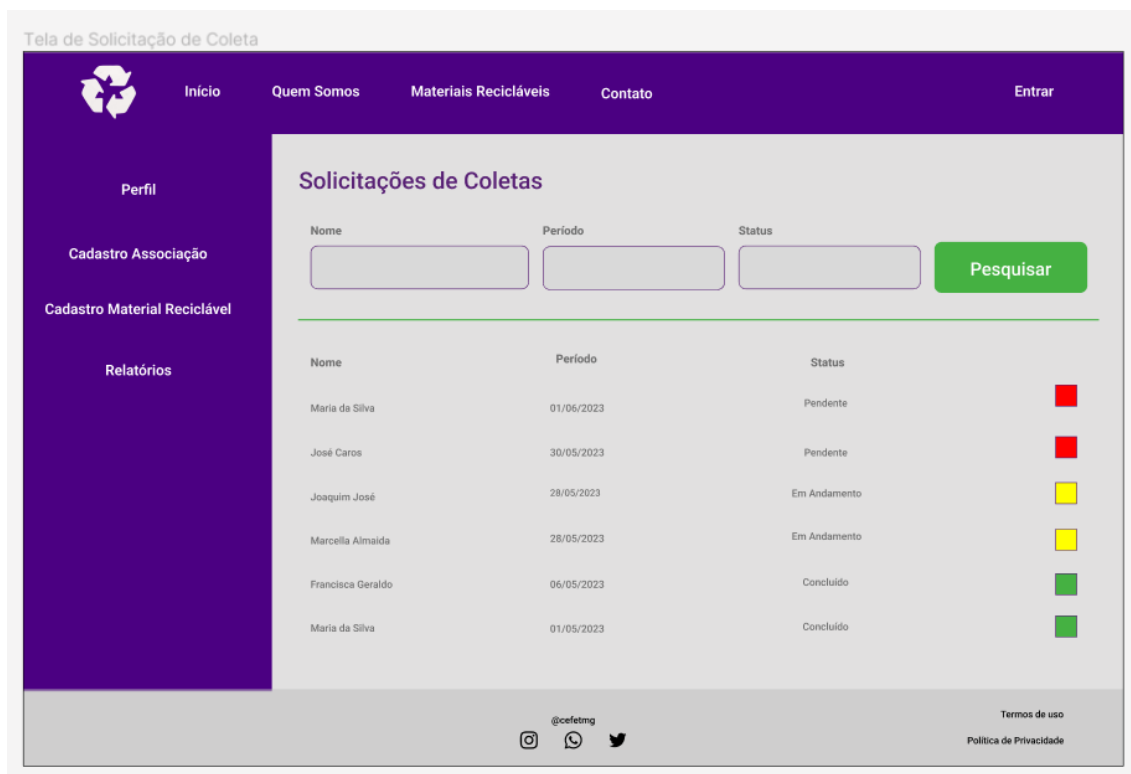 Tela de Solicitação de Coleta
Início Quem Somos Materiais Recicláveis Contato Entrar
Perfil
Cadastro Associação
Cadastro Material Reciclável
Relatórios
Solicitações de Coletas
Nome Período Status
Pesquisar
Nome Período Status
Maria da Silva 01/06/2023 Pendente
José Caros 30/05/2023 Pendente
Joaquim José 28/05/2023 Em Andamento
Marcella Almaida 28/05/2023 Em Andamento
Francisca Geraldo 06/05/2023 Concluído
Maria da Silva 01/05/2023 Concluído
@cefetmg
Termos de uso
Política de Privacidade